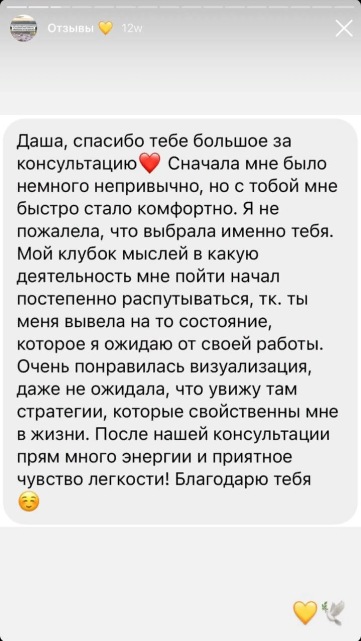 Отзывы 💛 12w
Даша, спасибо тебе большое за
консультацию❤️ Сначала мне было
немного непривычно, но с тобой мне
быстро стало комфортно. Я не
пожалела, что выбрала именно тебя.
Мой клубок мыслей в какую
деятельность мне пойти начал
постепенно распутываться, тк. ты
меня вывела на то состояние,
которое я ожидаю от своей работы.
Очень понравилась визуализация,
даже не ожидала, что увижу там
стратегии, которые свойственны мне
в жизни. После нашей консультации
прям много энергии и приятное
чувство легкости! Благодарю тебя
☺️
💛🕊️